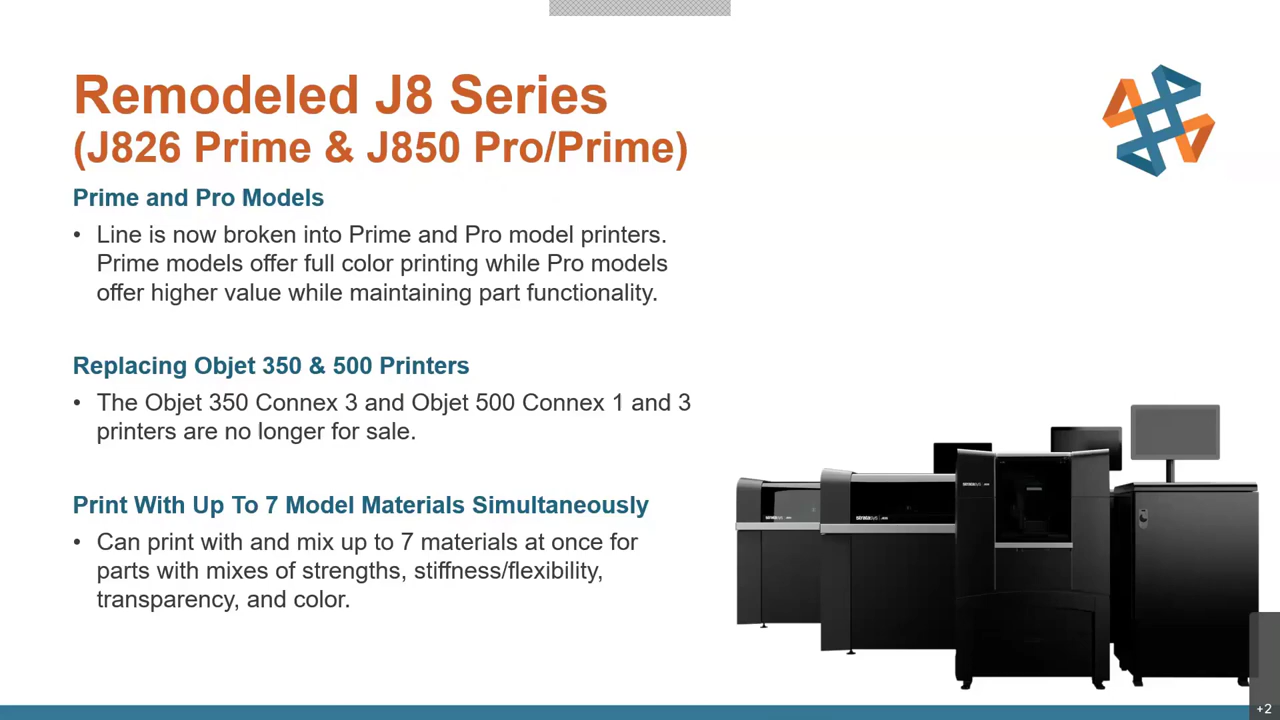 Remodeled J8 Series
(J826 Prime & J850 Pro/Prime)
Prime and Pro Models
• Line is now broken into Prime and Pro model printers.
Prime models offer full color printing while Pro models
offer higher value while maintaining part functionality.
Replacing Objet 350 & 500 Printers
• The Objet 350 Connex 3 and Objet 500 Connex 1 and 3
printers are no longer for sale.
Print With Up To 7 Model Materials Simultaneously
• Can print with and mix up to 7 materials at once for
parts with mixes of strengths, stiffness/flexibility,
transparency, and color.
stratasys
stratasys
stratasys
+2